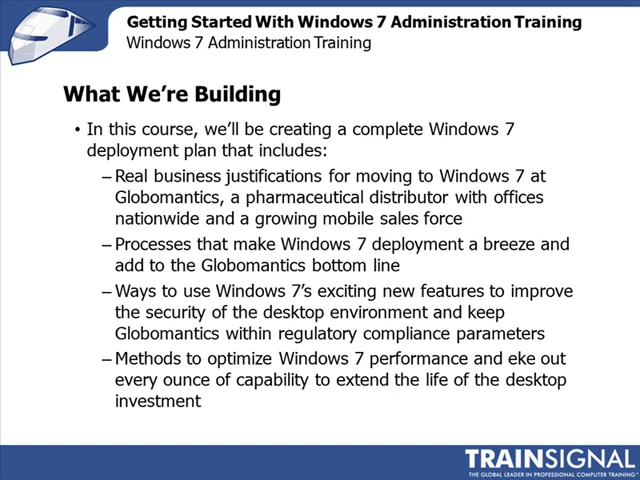 Getting Started With Windows 7 Administration Training
Windows 7 Administration Training
What We're Building
• In this course, we'll be creating a complete Windows 7
deployment plan that includes:
– Real business justifications for moving to Windows 7 at
Globomantics, a pharmaceutical distributor with offices
nationwide and a growing mobile sales force
– Processes that make Windows 7 deployment a breeze and
add to the Globomantics bottom line
– Ways to use Windows 7's exciting new features to improve
the security of the desktop environment and keep
Globomantics within regulatory compliance parameters
– Methods to optimize Windows 7 performance and eke out
every ounce of capability to extend the life of the desktop
investment
TRAINSIGNAL
THE GLOBAL LEADER IN PROFESSIONAL COMPUTER TRAINING™